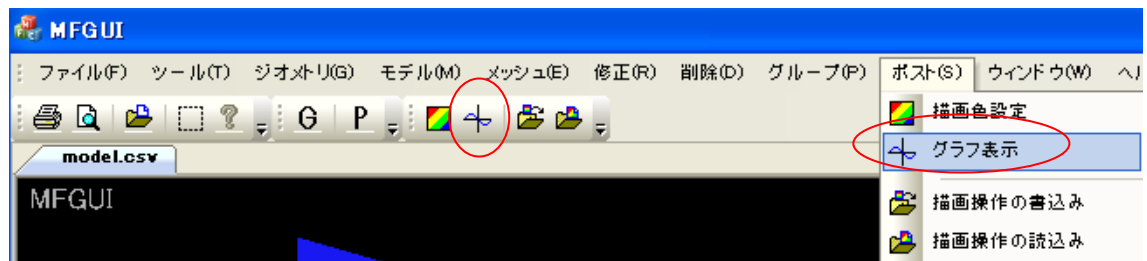 MFGUI
ファイル(F) ツール(T) ジオメトリ(G) モデル(M) メッシュ(E) 修正(R) 削除(D) グループ(P) ポスト(S) ウィンドウ(W) ヘル
G P
描画色設定
グラフ表示
model.csv
MFGUI
描画操作の書込み
描画操作の読込み